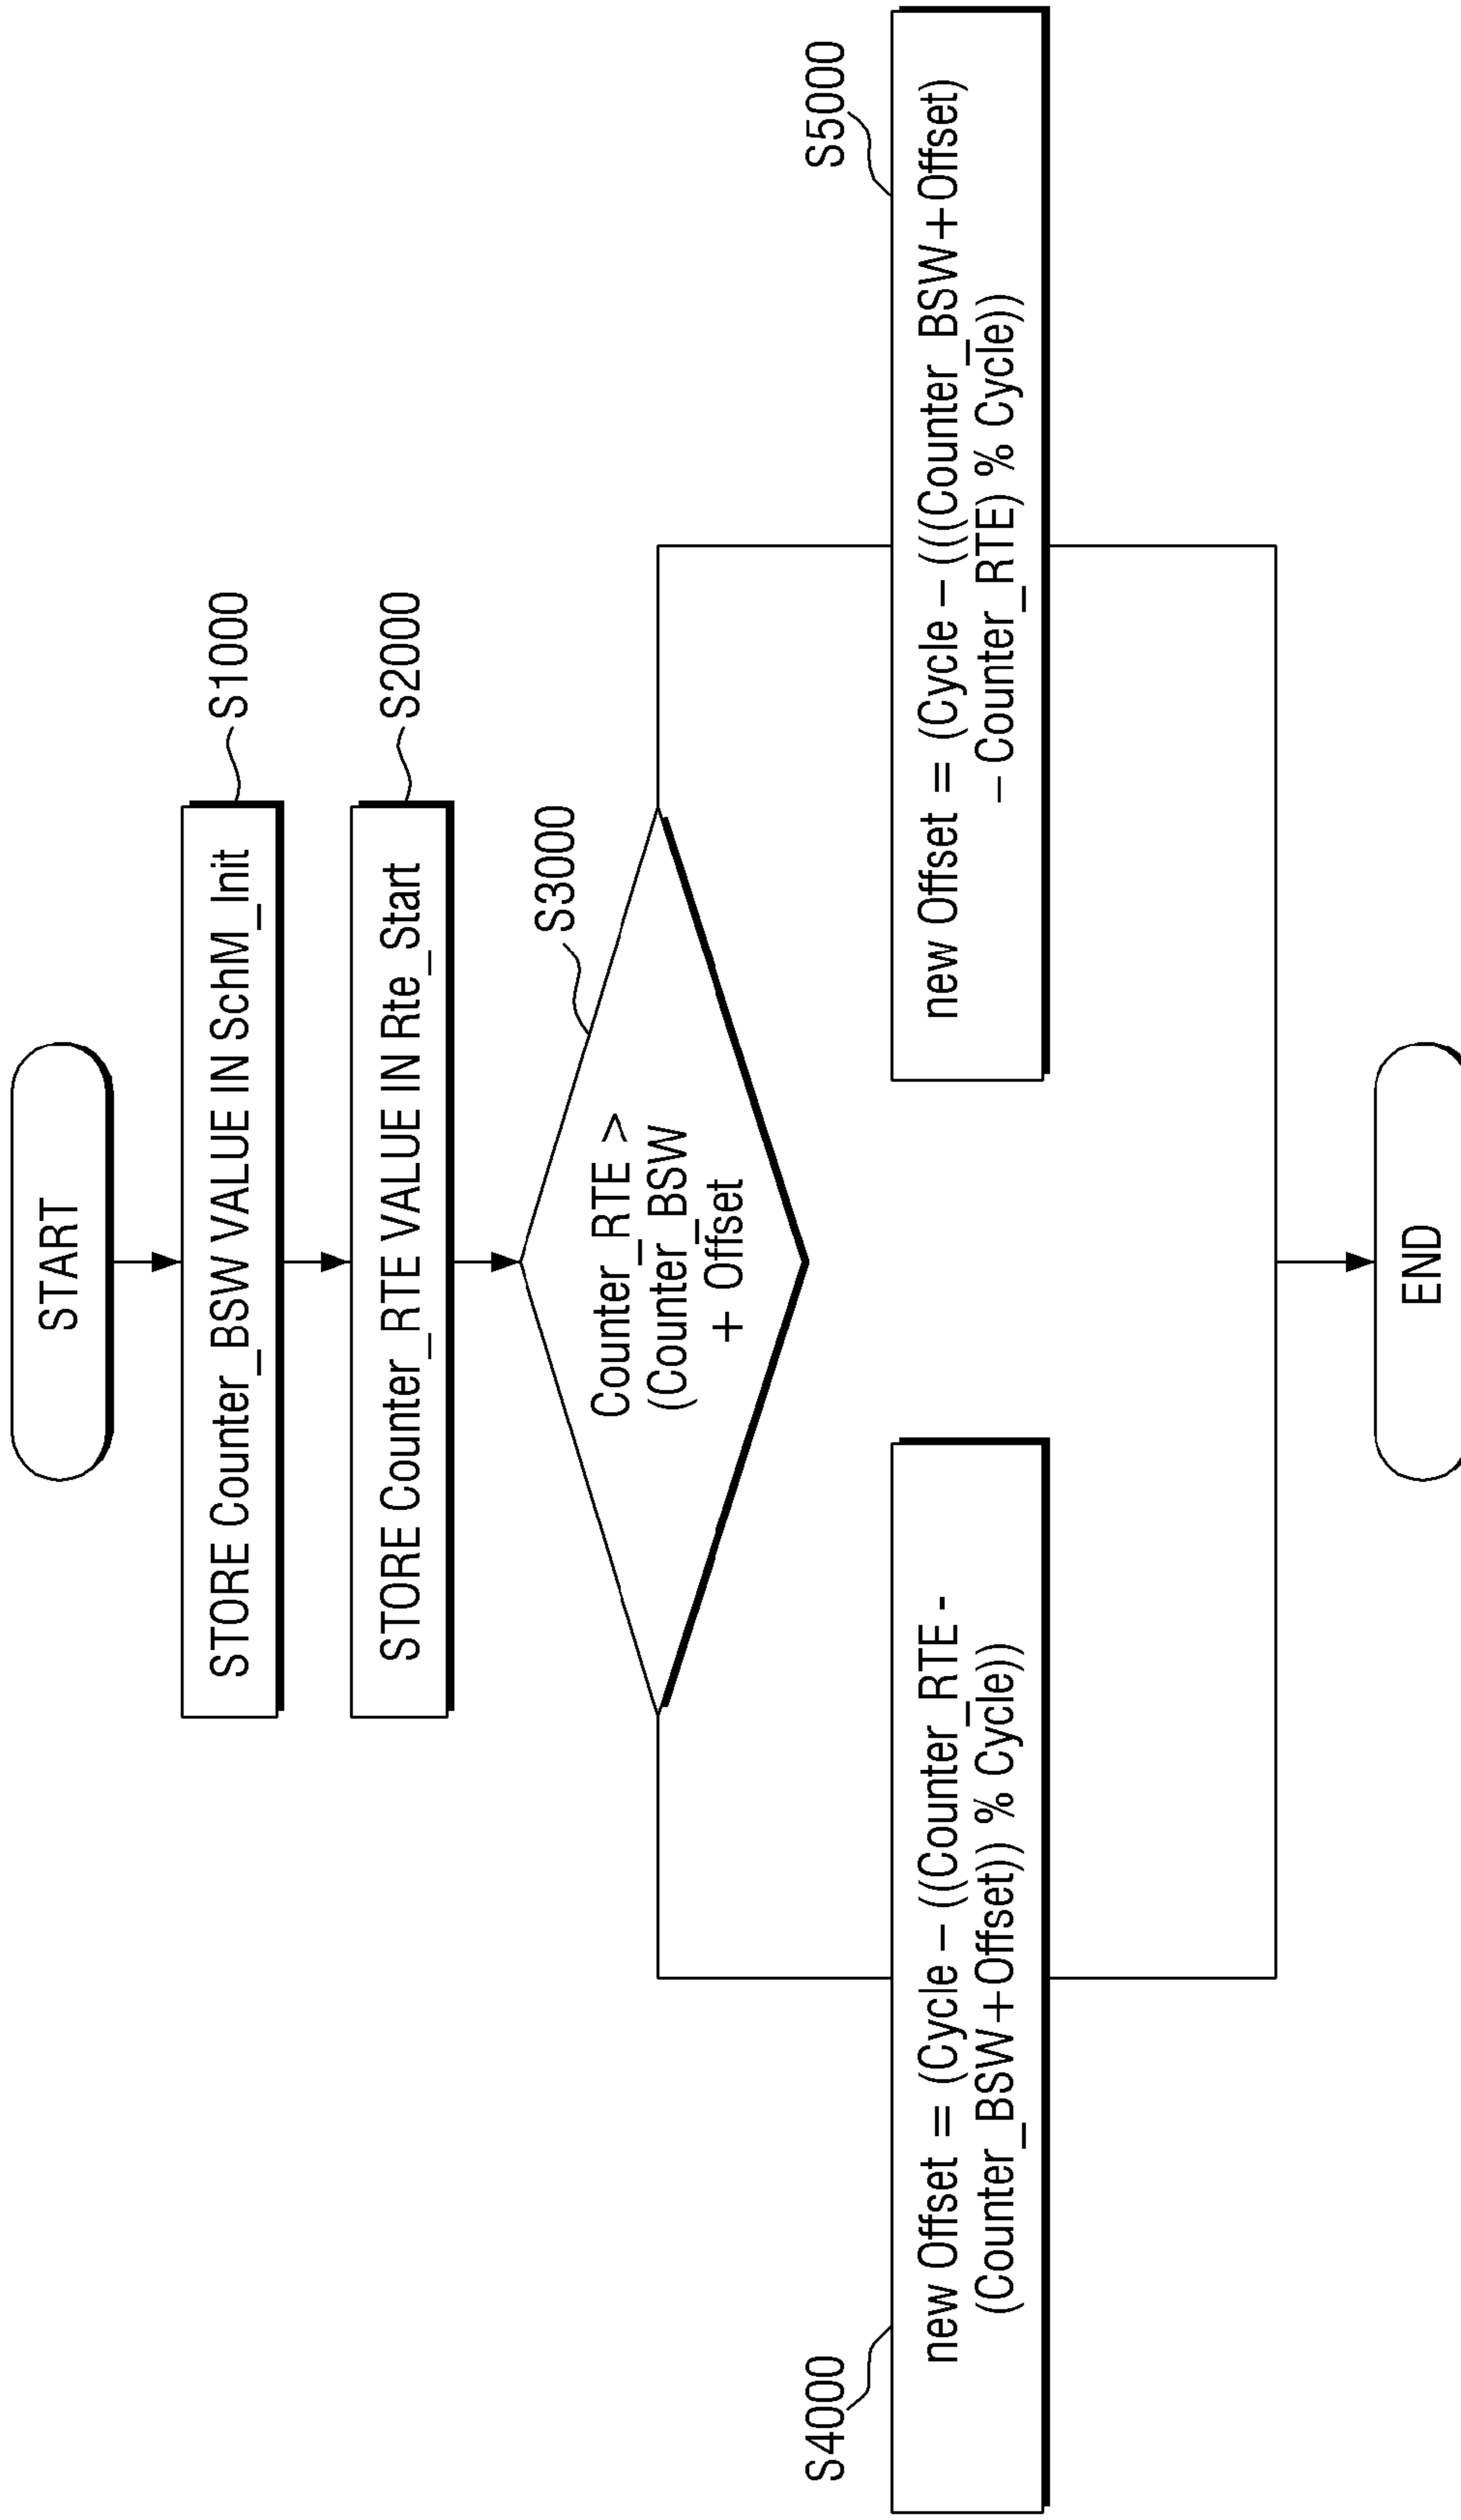 START
STORE Counter_BSW VALUE IN SchM_Init
S1000
STORE Counter_RTE VALUE IN Rte_Start
S2000
S3000
Counter_RTE >
(Counter_BSW
+ Offset
S4000
new Offset = (Cycle – ((Counter_RTE -
(Counter_BSW+Offset)) % Cycle))
S5000
new Offset = (Cycle – (((Counter_BSW+Offset)
– Counter_RTE) % Cycle))
END